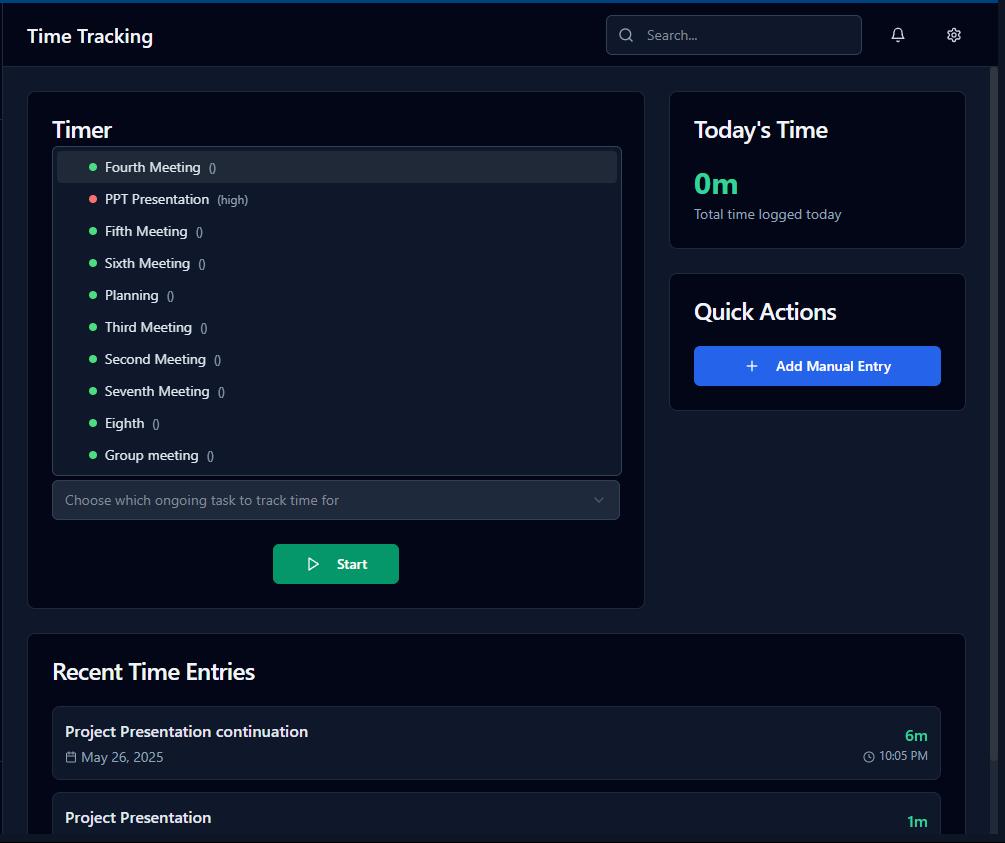 Time Tracking
Search...
Timer
Fourth Meeting ()
PPT Presentation (high)
Fifth Meeting ()
Sixth Meeting ()
Planning ()
Third Meeting ()
Second Meeting ()
Seventh Meeting ()
Eighth ()
Group meeting ()
Choose which ongoing task to track time for
Start
Today's Time
0m
Total time logged today
Quick Actions
Add Manual Entry
Recent Time Entries
Project Presentation continuation
6m
May 26, 2025
10:05 PM
Project Presentation
1m